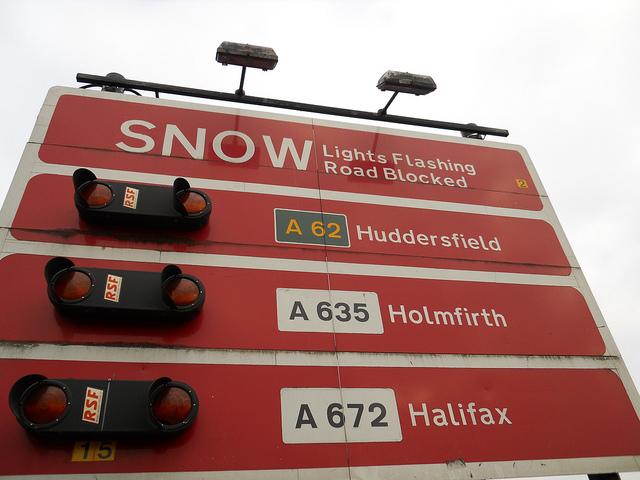 SNOW Lights Flashing
Road Blocked
2
RSF
A 62 Huddersfield
RSF
A 635 Holmfirth
RSF
A 672 Halifax
15